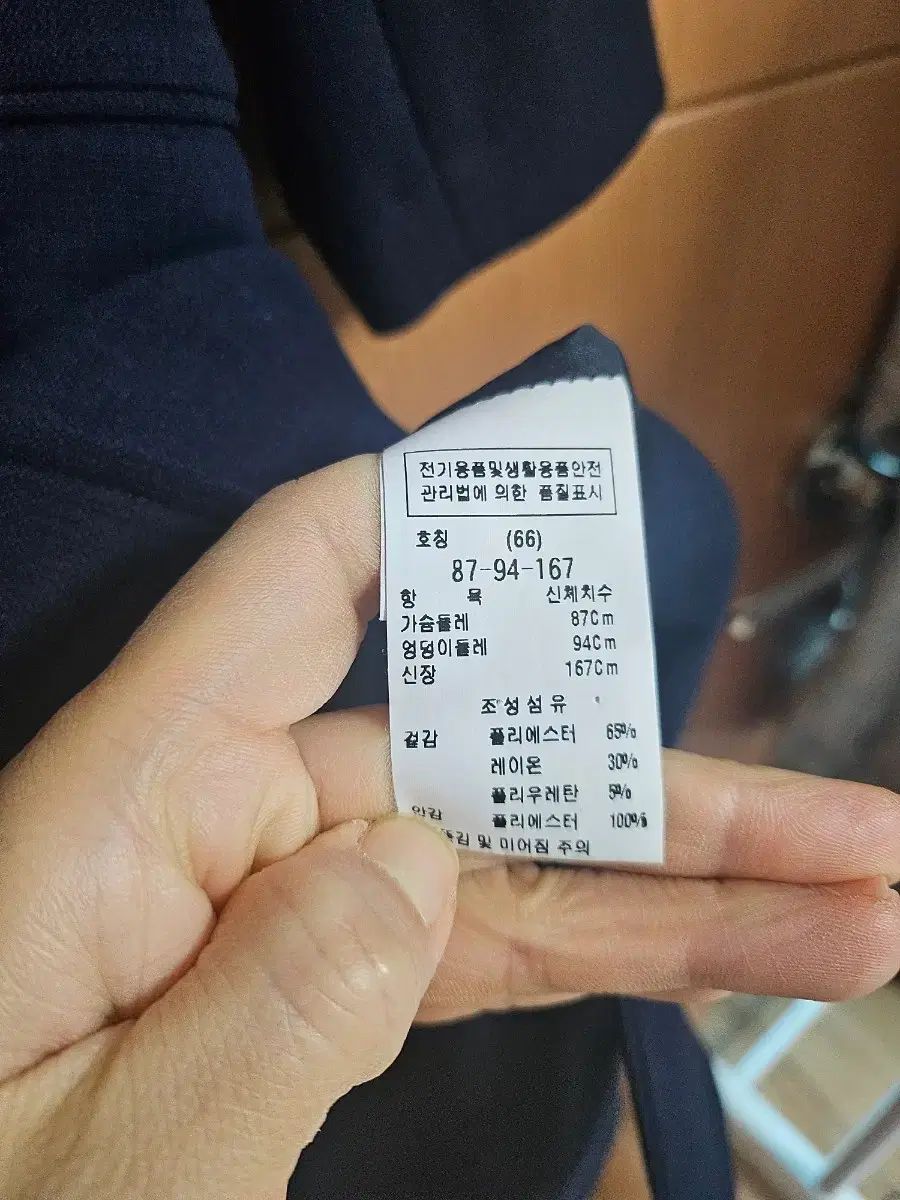 전기용품및생활용품안전
관리법에 의한 품질표시
호칭 (66)
87-94-167
항 목 신체치수
가슴둘레 87Cm
엉덩이둘레 94Cm
신장 167Cm
조성섬유
겉감 폴리에스터 65%
레이온 30%
폴리우레탄 5%
안감 폴리에스터 100%
및 미어짐 주의